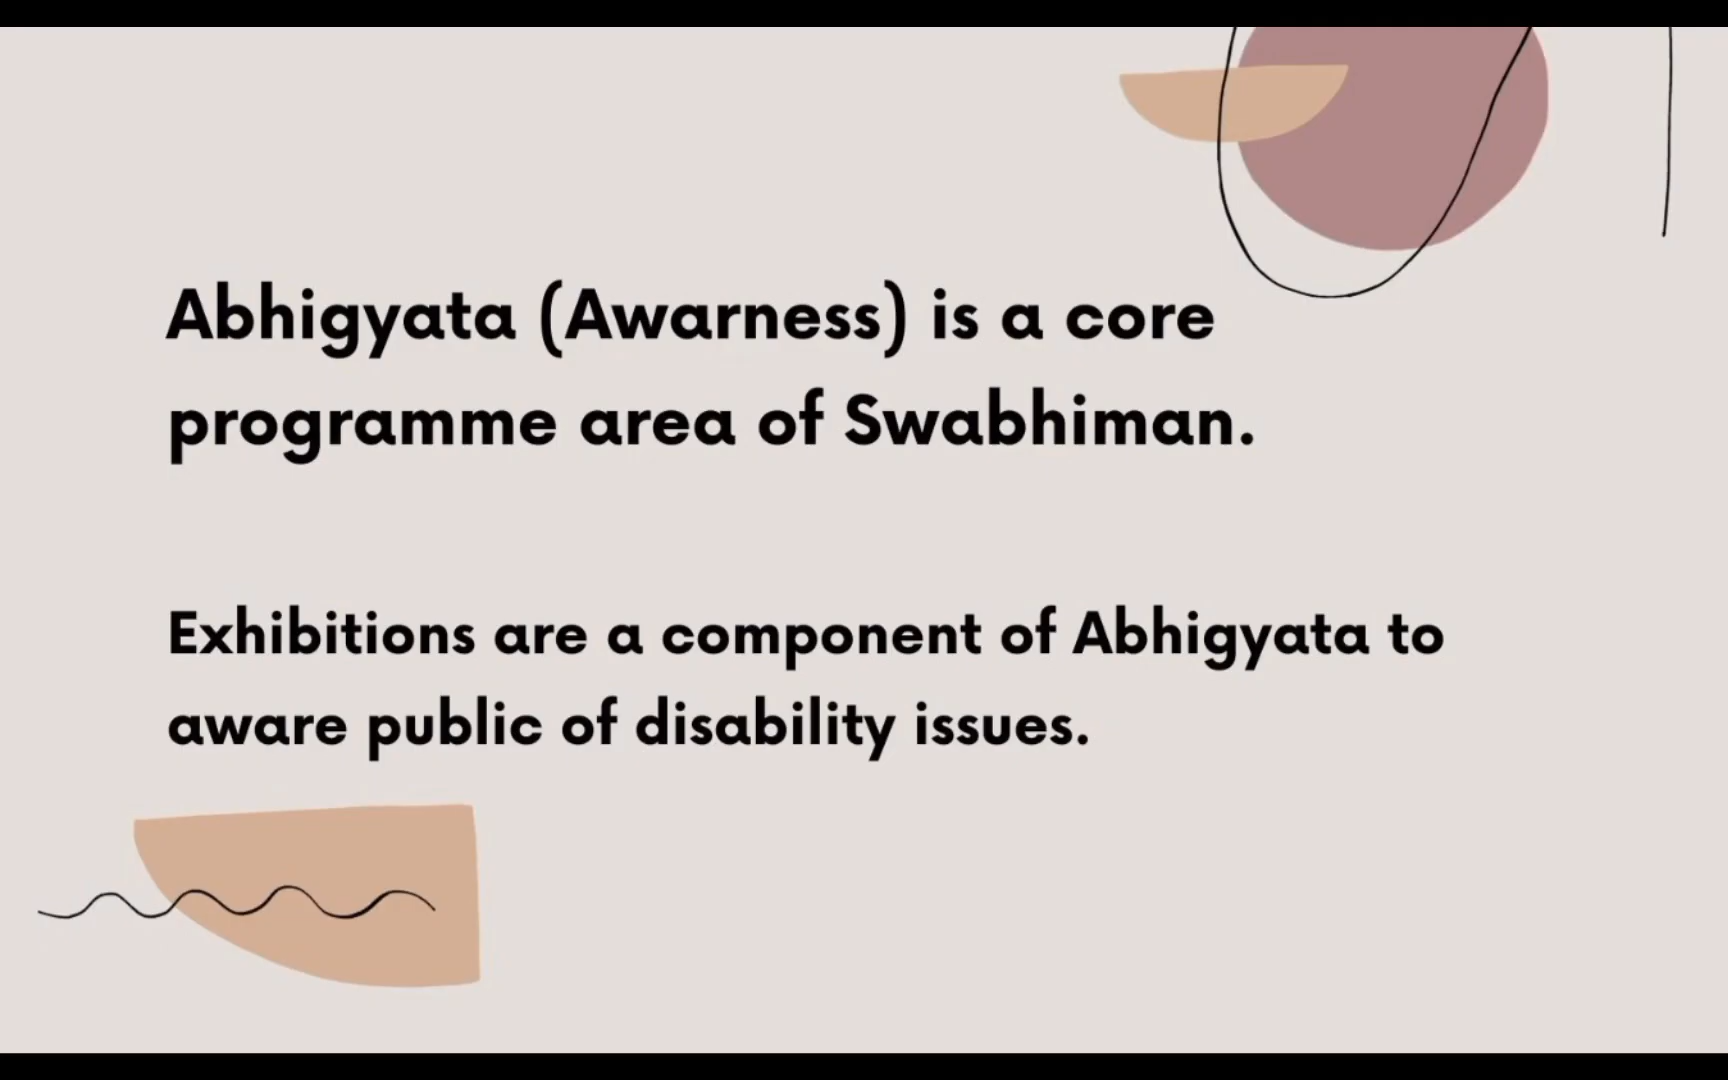 Abhigyata (Awarness) is a core
programme area of Swabhiman.
Exhibitions are a component of Abhigyata to
aware public of disability issues.